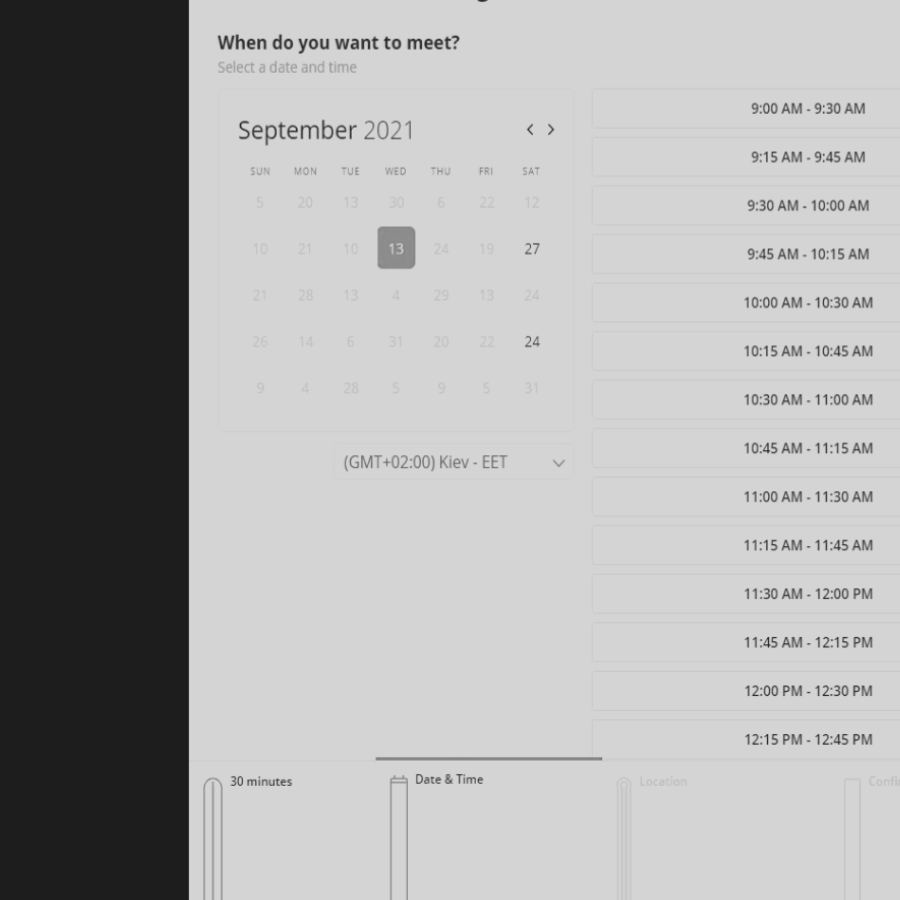 When do you want to meet?
Select a date and time
September 2021
SUN MON TUE WED THU FRI SAT
5 20 13 30 6 22 12
10 21 10 13 24 19 27
21 28 13 4 29 13 24
26 14 6 31 20 22 24
9 4 28 5 9 5 31
(GMT+02:00) Kiev - EET
9:00 AM - 9:30 AM
9:15 AM - 9:45 AM
9:30 AM - 10:00 AM
9:45 AM - 10:15 AM
10:00 AM - 10:30 AM
10:15 AM - 10:45 AM
10:30 AM - 11:00 AM
10:45 AM - 11:15 AM
11:00 AM - 11:30 AM
11:15 AM - 11:45 AM
11:30 AM - 12:00 PM
11:45 AM - 12:15 PM
12:00 PM - 12:30 PM
12:15 PM - 12:45 PM
30 minutes
Date & Time
Location